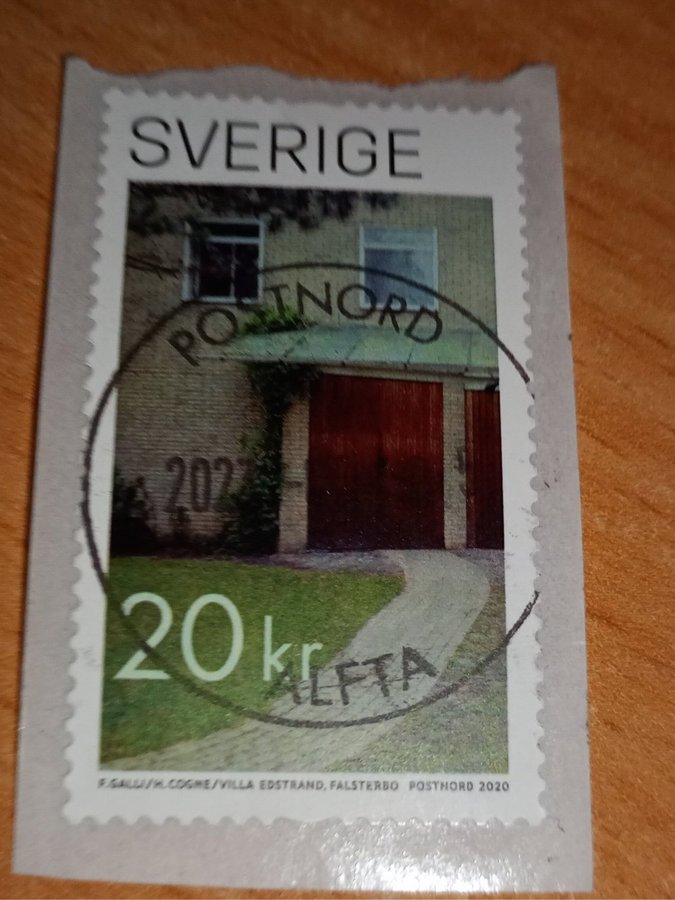 SVERIGE
POSTNORD
20 kr
ALFTA
F.GALLI/H.COGNE/VILLA EDSTRAND, FALSTERBO POSTNORD 2020